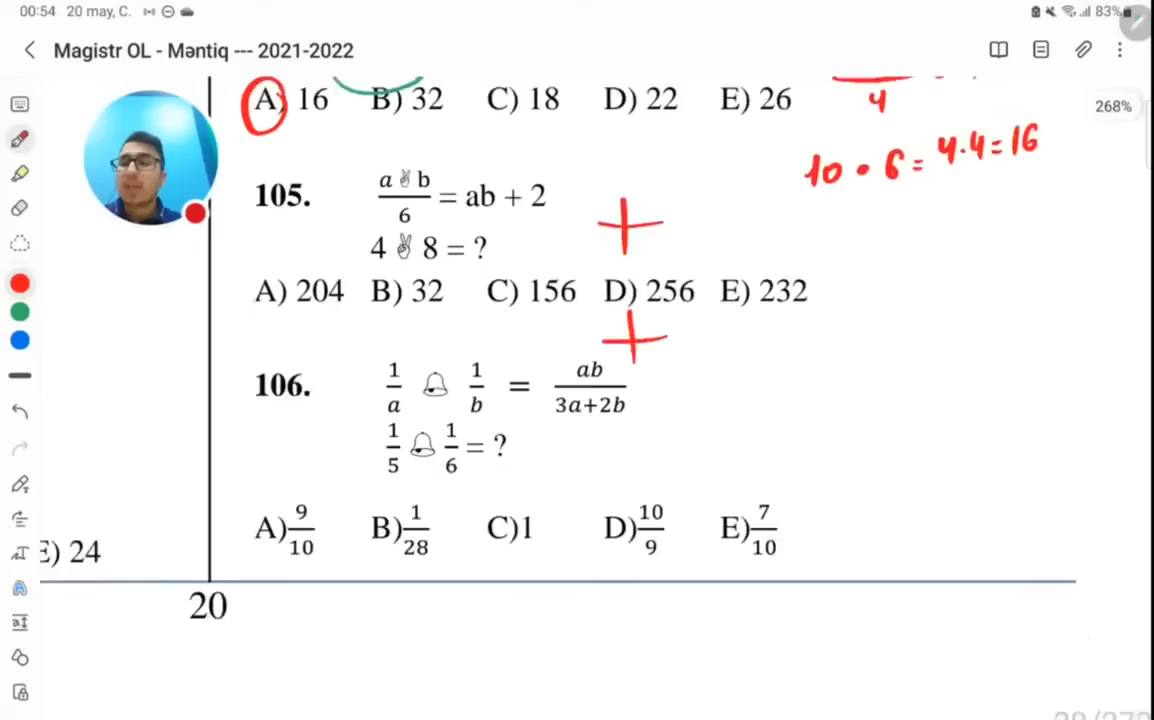 00:54 20 may, C.
83%
Magistr OL - Məntiq --- 2021-2022
268%
A) 16 B) 32 C) 18 D) 22 E) 26
4
10 • 6 = 4.4 = 16
105. a ✌ b / 6 = ab + 2
4 ✌ 8 = ?
A) 204 B) 32 C) 156 D) 256 E) 232
106. 1/a 🔔 1/b = ab/3a+2b
1/5 🔔 1/6 = ?
A) 9/10 B) 1/28 C) 1 D) 10/9 E) 7/10
E) 24
20